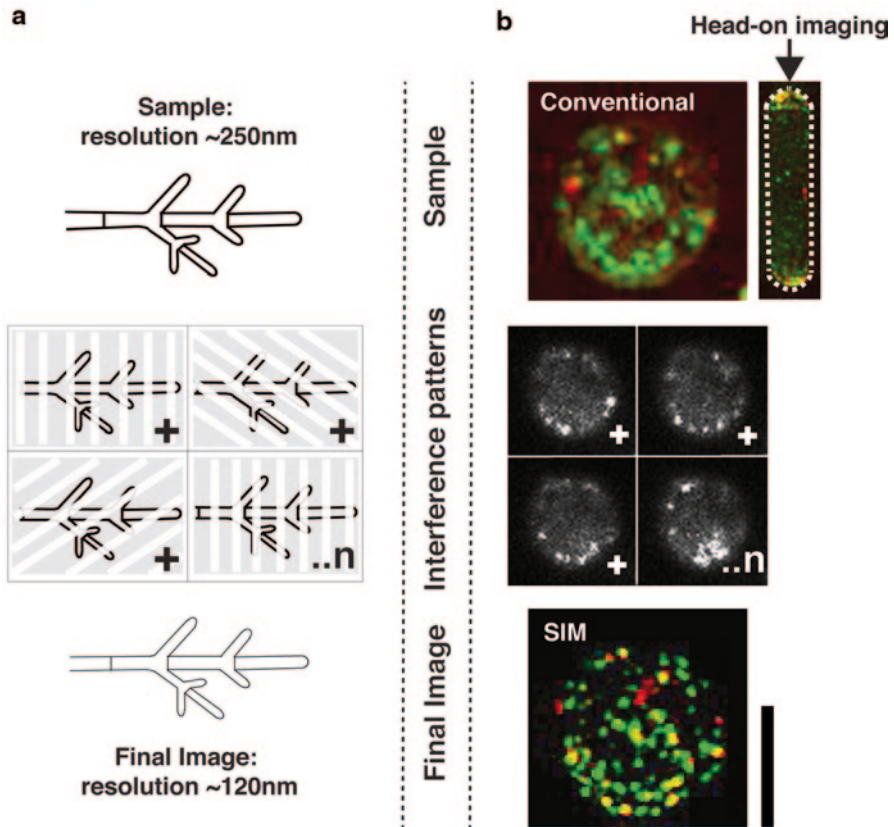 a
Sample:
resolution ~250nm
+
+
+
..n
Final Image:
resolution ~120nm
Sample
Interference patterns
Final Image
b
Head-on imaging
Conventional
+
+
+
..n
SIM